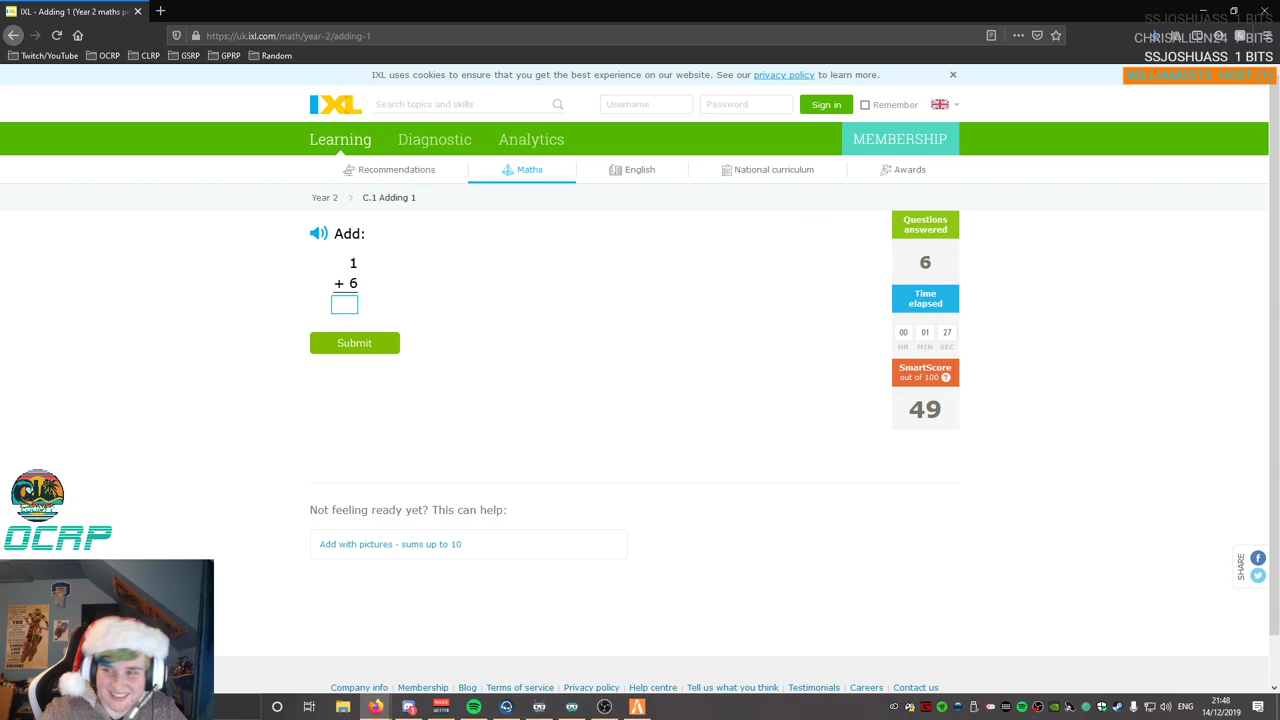 IXL - Adding 1 (Year 2 maths p
SSJOSHUASS 1 BITS
https://uk.ixl.com/math/year-2/adding-1
CHRISALLEN24 1 BITS
Twitch/YouTube OCRP CLRP GSRP GPRP Random
SSJOSHUASS 1 BITS
IXL uses cookies to ensure that you get the best experience on our website. See our privacy policy to learn more.
IXL
Search topics and skills
Username
Password
Sign in
Remember
Learning Diagnostic Analytics MEMBERSHIP
Recommendations Maths English National curriculum Awards
Year 2 > C.1 Adding 1
Add:
1
+ 6
Submit
Questions
answered
6
Time
elapsed
00 01 27
HR MIN SEC
SmartScore
out of 100 ?
49
Not feeling ready yet? This can help:
Add with pictures - sums up to 10
SHARE
OCRP
Company info | Membership | Blog | Terms of service | Privacy policy | Help centre | Tell us what you think | Testimonials | Careers | Contact us
21:48
14/12/2019